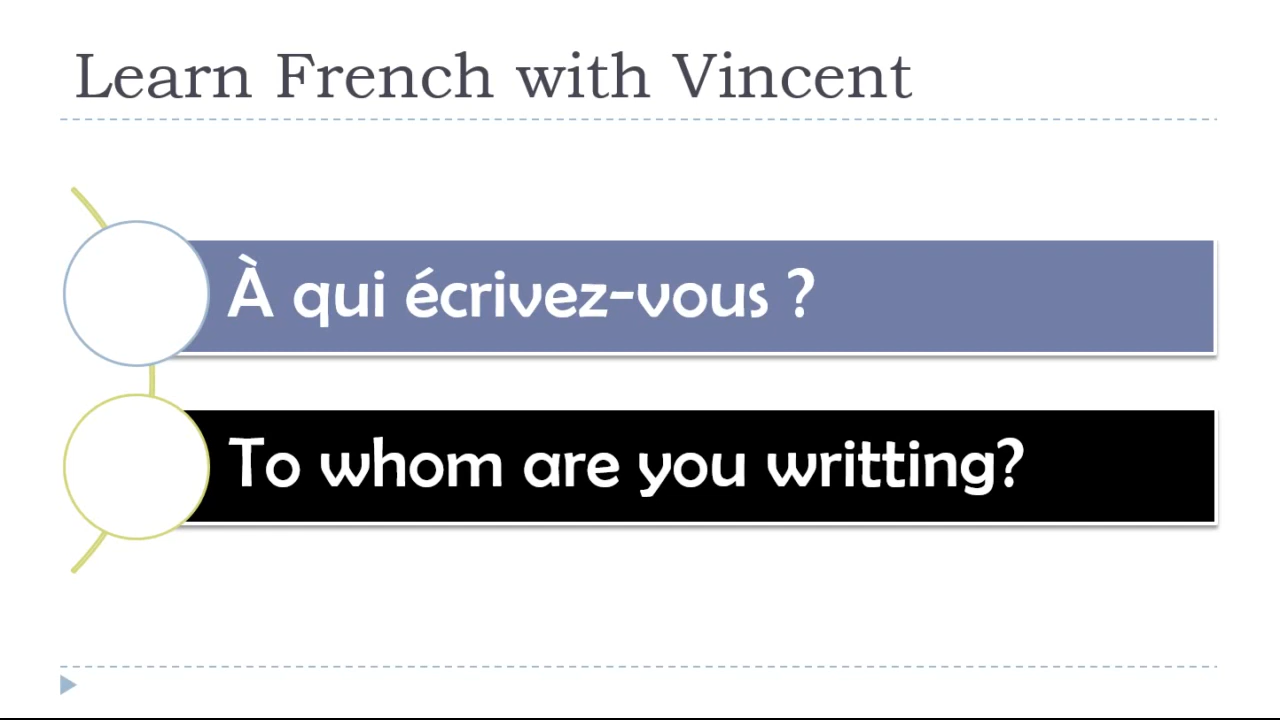 Learn French with Vincent
À qui écrivez-vous ?
To whom are you writting?